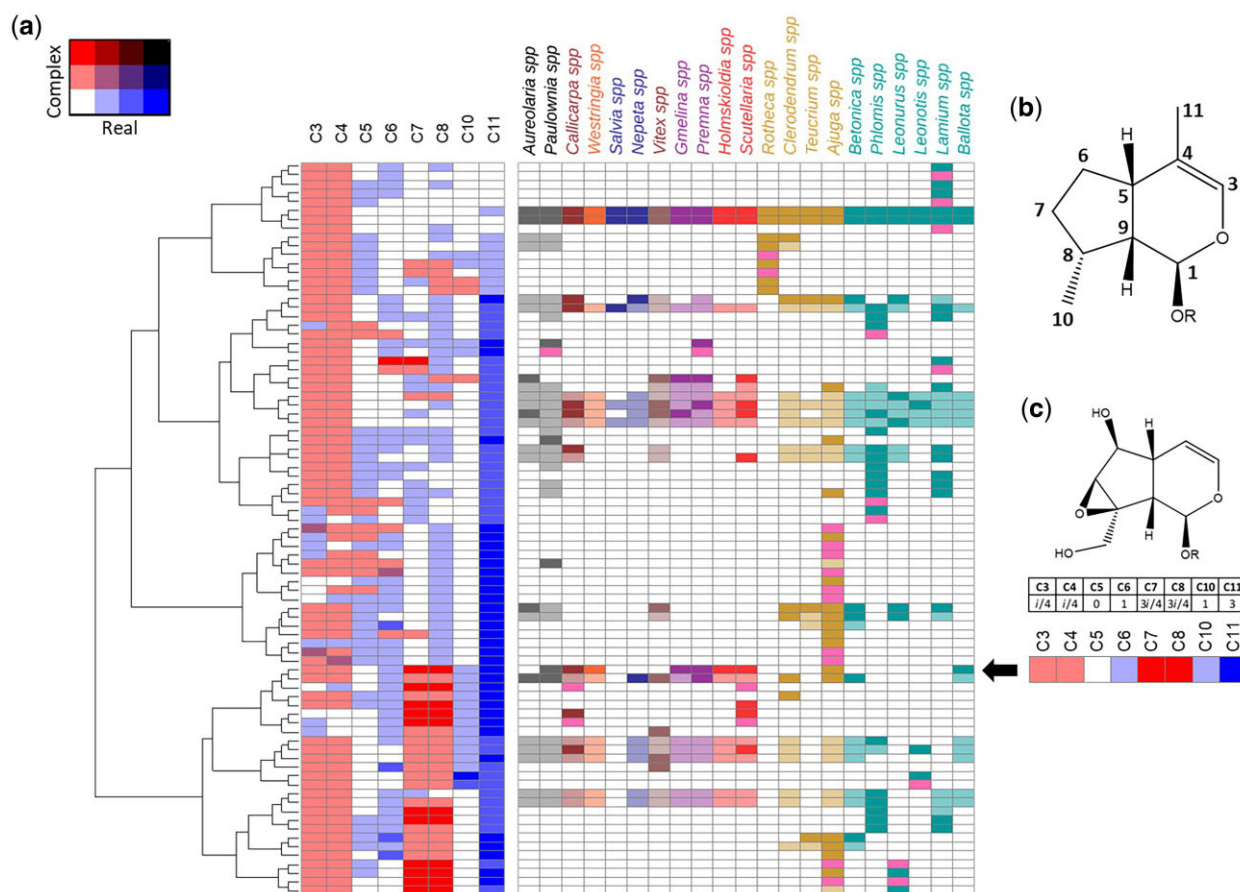 (a)
Complex
Real
C3 C4 C5 C6 C7 C8 C10 C11
Aureolaria spp
Paulownia spp
Callicarpa spp
Westringia spp
Salvia spp
Nepeta spp
Vitex spp
Gmelina spp
Premna spp
Holmskioldia spp
Scutellaria spp
Rotheca spp
Clerodendrum spp
Teucrium spp
Ajuga spp
Betonica spp
Phlomis spp
Leonurus spp
Leonotis spp
Lamium spp
Ballota spp
(b)
11
H
4
6
3
5
7
9
O
8
1
H
10
OR
(c)
HO
H
O
O
H
HO
OR
C3 C4 C5 C6 C7 C8 C10 C11
i/4 i/4 0 1 3i/4 3i/4 1 3
C3 C4 C5 C6 C7 C8 C10 C11